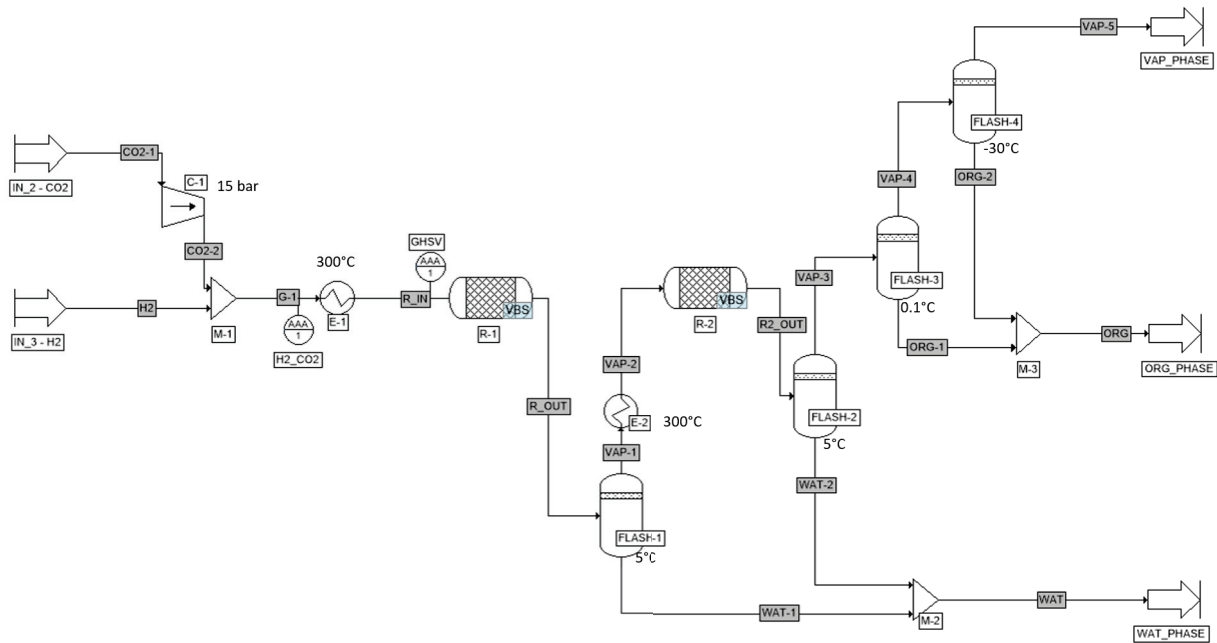 VAP-5
VAP_PHASE
FLASH-4
-30°C
CO2-1
IN_2 - CO2
C-1
15 bar
VAP-4
ORG-2
CO2-2
GHSV
AAA
1
300°C
VAP-3
FLASH-3
0.1°C
H2
IN_3 - H2
M-1
G-1
E-1
R_IN
VBS
R-1
VBS
R-2
R2_OUT
AAA
1
H2_CO2
ORG-1
M-3
ORG
ORG_PHASE
VAP-2
R_OUT
E-2
300°C
FLASH-2
5°C
VAP-1
WAT-2
FLASH-1
5°C
WAT-1
M-2
WAT
WAT_PHASE